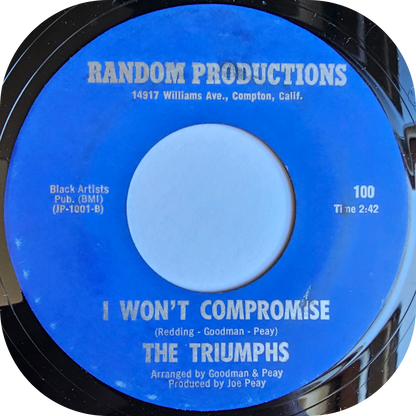 RANDOM PRODUCTIONS
14917 Williams Ave., Compton, Calif.
Black Artists
Pub. (BMI)
(JP-1001-B)
100
Time 2:42
I WON'T COMPROMISE
(Redding - Goodman - Peay)
THE TRIUMPHS
Arranged by Goodman & Peay
Produced by Joe Peay